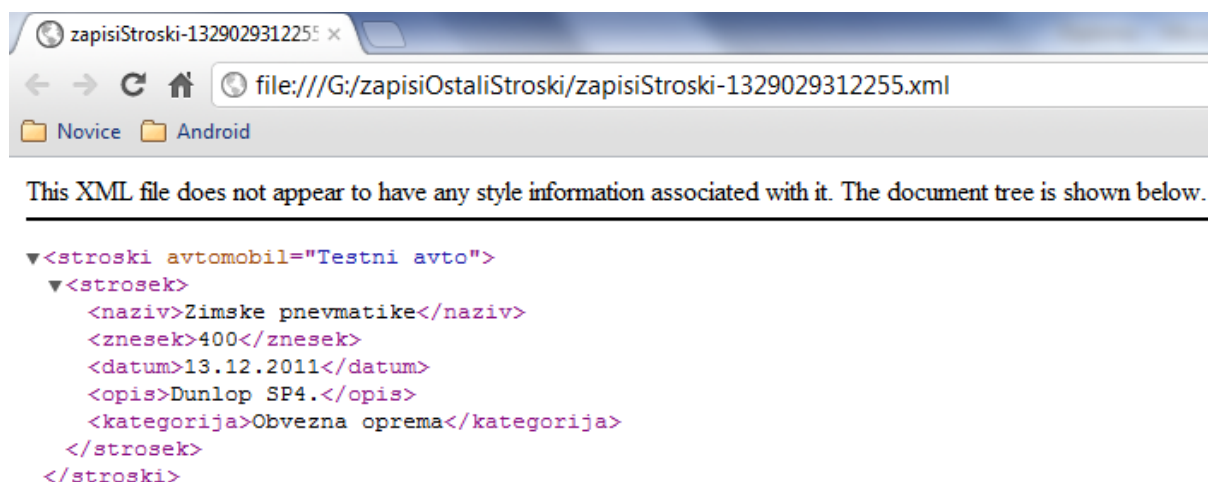 zapisiStroski-1329029312255
file:///G:/zapisiOstaliStroski/zapisiStroski-1329029312255.xml
Novice Android
This XML file does not appear to have any style information associated with it. The document tree is shown below.
▼<stroski avtomobil="Testni avto">
▼<strosek>
<naziv>Zimske pnevmatike</naziv>
<znesek>400</znesek>
<datum>13.12.2011</datum>
<opis>Dunlop SP4.</opis>
<kategorija>Obvezna oprema</kategorija>
</strosek>
</stroski>